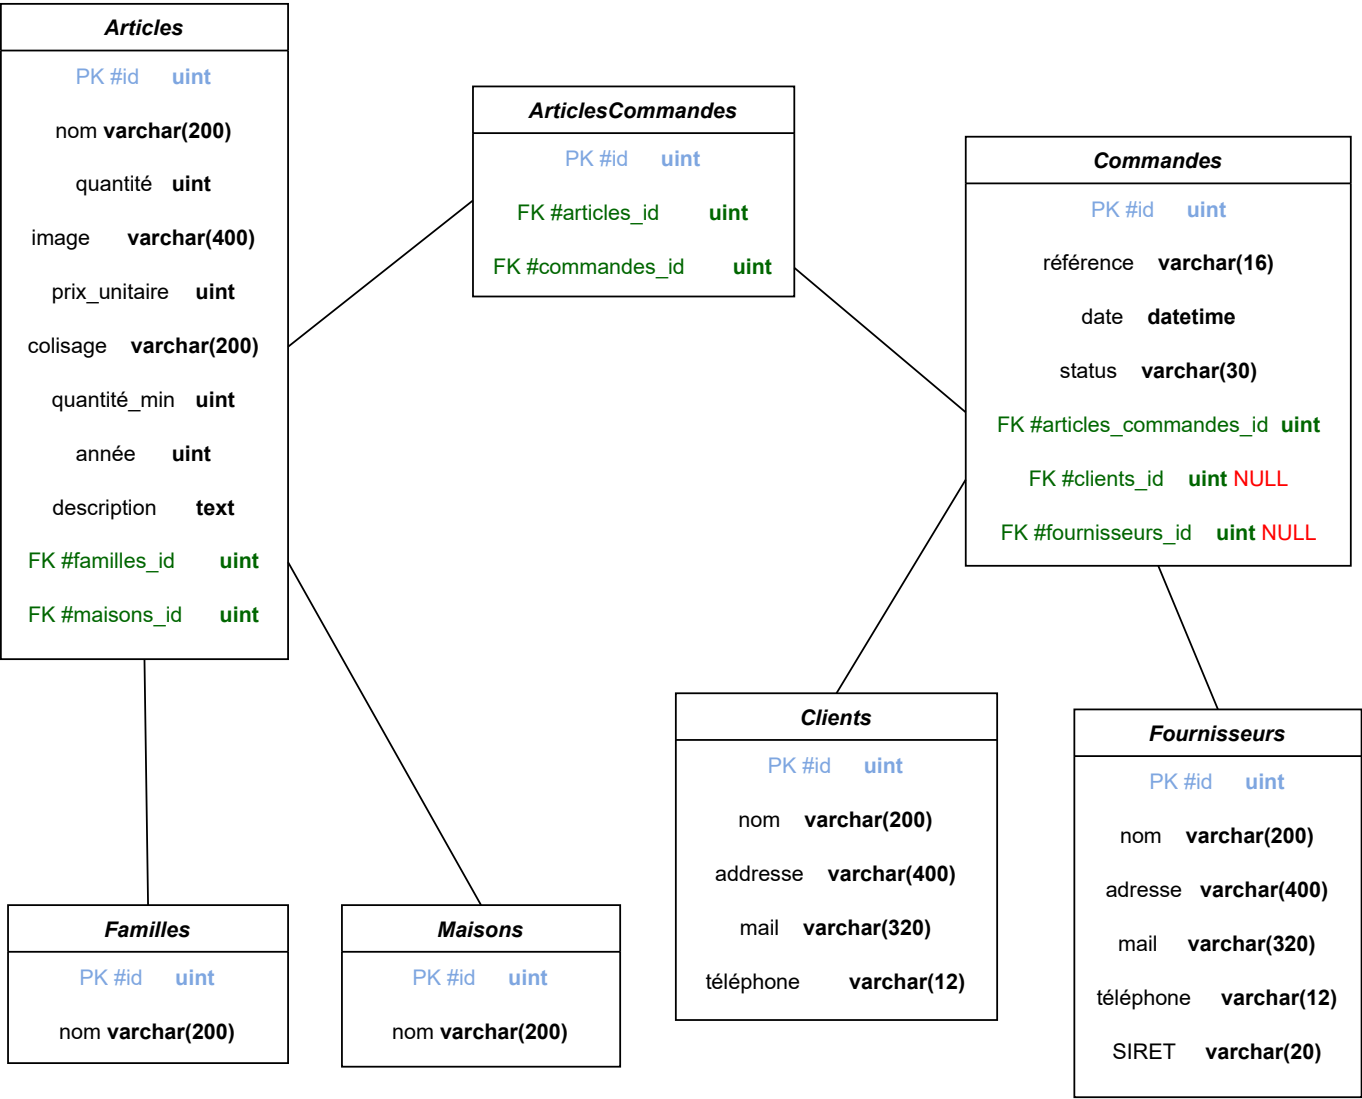 Articles
PK #id uint
nom varchar(200)
quantité uint
image varchar(400)
prix_unitaire uint
colisage varchar(200)
quantité_min uint
année uint
description text
FK #familles_id uint
FK #maisons_id uint
ArticlesCommandes
PK #id uint
FK #articles_id uint
FK #commandes_id uint
Commandes
PK #id uint
référence varchar(16)
date datetime
status varchar(30)
FK #articles_commandes_id uint
FK #clients_id uint NULL
FK #fournisseurs_id uint NULL
Familles
PK #id uint
nom varchar(200)
Maisons
PK #id uint
nom varchar(200)
Clients
PK #id uint
nom varchar(200)
addresse varchar(400)
mail varchar(320)
téléphone varchar(12)
Fournisseurs
PK #id uint
nom varchar(200)
adresse varchar(400)
mail varchar(320)
téléphone varchar(12)
SIRET varchar(20)